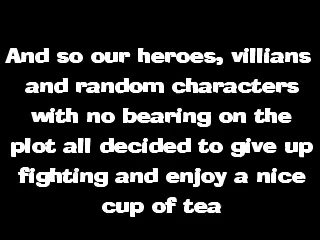 And so our heroes, villians
and random characters
with no bearing on the
plot all decided to give up
fighting and enjoy a nice
cup of tea